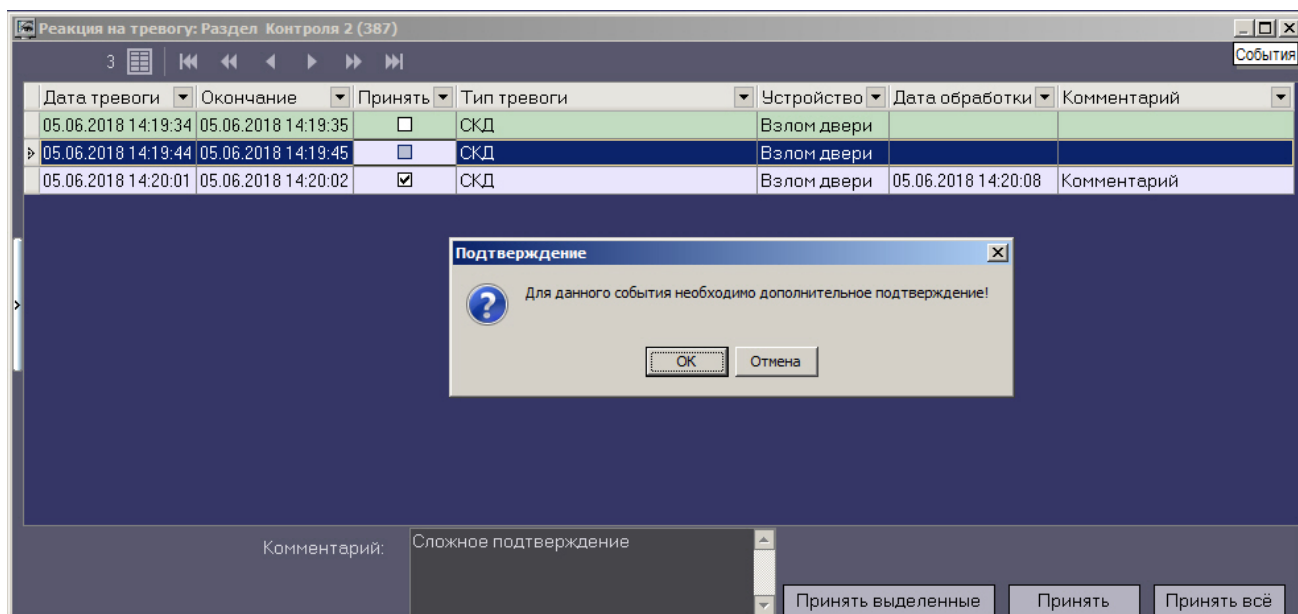 Реакция на тревогу: Раздел Контроля 2 (387)
3
События
Дата тревоги Окончание Принять Тип тревоги Устройство Дата обработки Комментарий
05.06.2018 14:19:34 05.06.2018 14:19:35 СКД Взлом двери
05.06.2018 14:19:44 05.06.2018 14:19:45 СКД Взлом двери
05.06.2018 14:20:01 05.06.2018 14:20:02 СКД Взлом двери 05.06.2018 14:20:08 Комментарий
Подтверждение
Для данного события необходимо дополнительное подтверждение!
OK Отмена
Комментарий: Сложное подтверждение
Принять выделенные Принять Принять всё